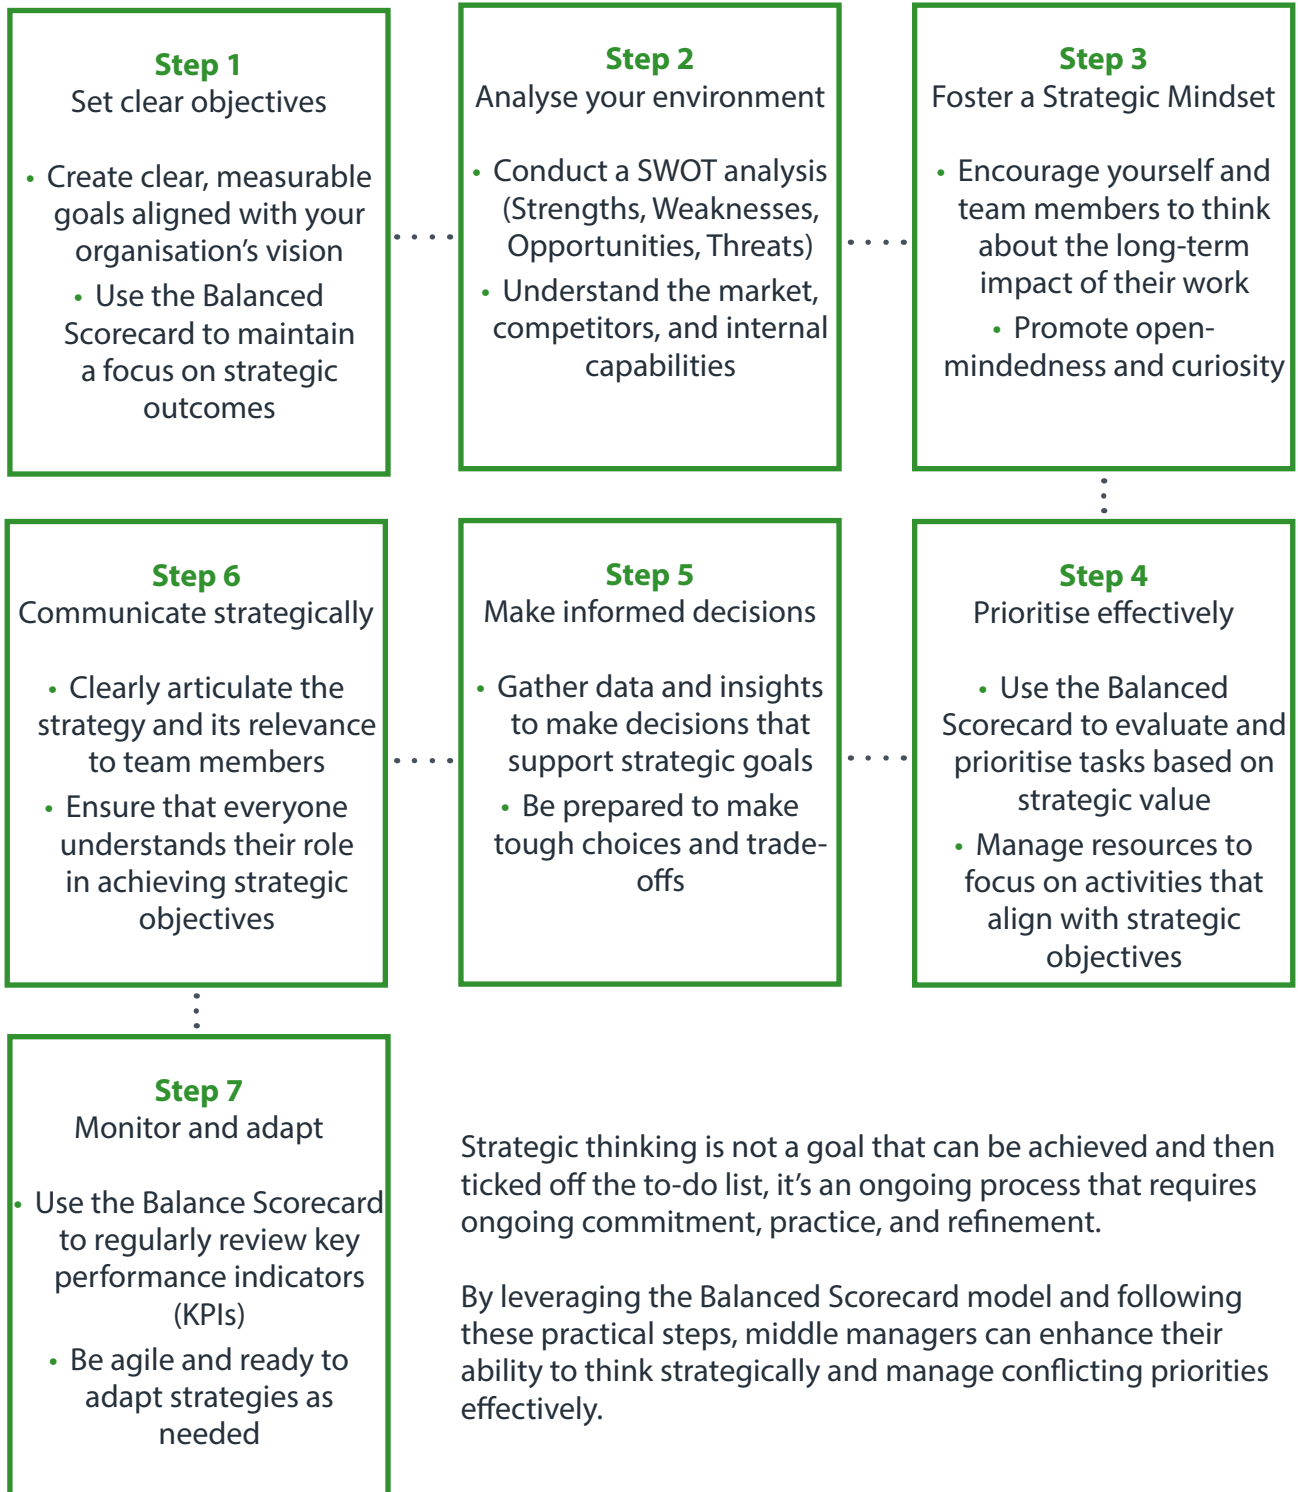 Step 1
Set clear objectives
• Create clear, measurable
goals aligned with your
organisation’s vision
• Use the Balanced
Scorecard to maintain
a focus on strategic
outcomes
Step 2
Analyse your environment
• Conduct a SWOT analysis
(Strengths, Weaknesses,
Opportunities, Threats)
• Understand the market,
competitors, and internal
capabilities
Step 3
Foster a Strategic Mindset
• Encourage yourself and
team members to think
about the long-term
impact of their work
• Promote open-
mindedness and curiosity
Step 4
Prioritise effectively
• Use the Balanced
Scorecard to evaluate and
prioritise tasks based on
strategic value
• Manage resources to
focus on activities that
align with strategic
objectives
Step 5
Make informed decisions
• Gather data and insights
to make decisions that
support strategic goals
• Be prepared to make
tough choices and trade-
offs
Step 6
Communicate strategically
• Clearly articulate the
strategy and its relevance
to team members
• Ensure that everyone
understands their role
in achieving strategic
objectives
Step 7
Monitor and adapt
• Use the Balance Scorecard
to regularly review key
performance indicators
(KPIs)
• Be agile and ready to
adapt strategies as
needed
Strategic thinking is not a goal that can be achieved and then
ticked off the to-do list, it’s an ongoing process that requires
ongoing commitment, practice, and refinement.
By leveraging the Balanced Scorecard model and following
these practical steps, middle managers can enhance their
ability to think strategically and manage conflicting priorities
effectively.